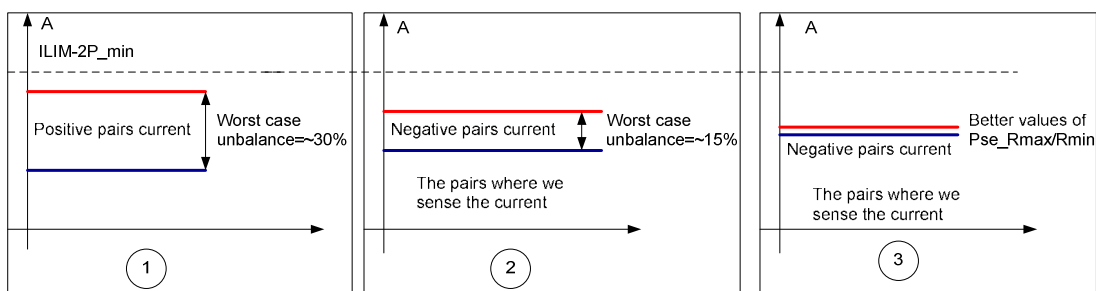 A
ILIM-2P_min
Positive pairs current
Worst case
unbalance=~30%
1
A
Negative pairs current
Worst case
unbalance=~15%
The pairs where we
sense the current
2
A
Better values of
Pse_Rmax/Rmin
Negative pairs current
The pairs where we
sense the current
3